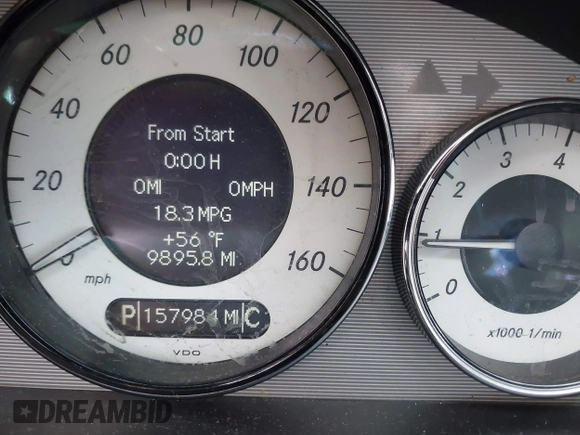 80
60
100
40
120
From Start
0:00 H
20
0MI 0MPH
140
18.3 MPG
+56 °F
9895.8 MI
0
160
mph
P 157984 MI C
VDO
4
3
2
1
0
x1000-1/min
DREAMBID